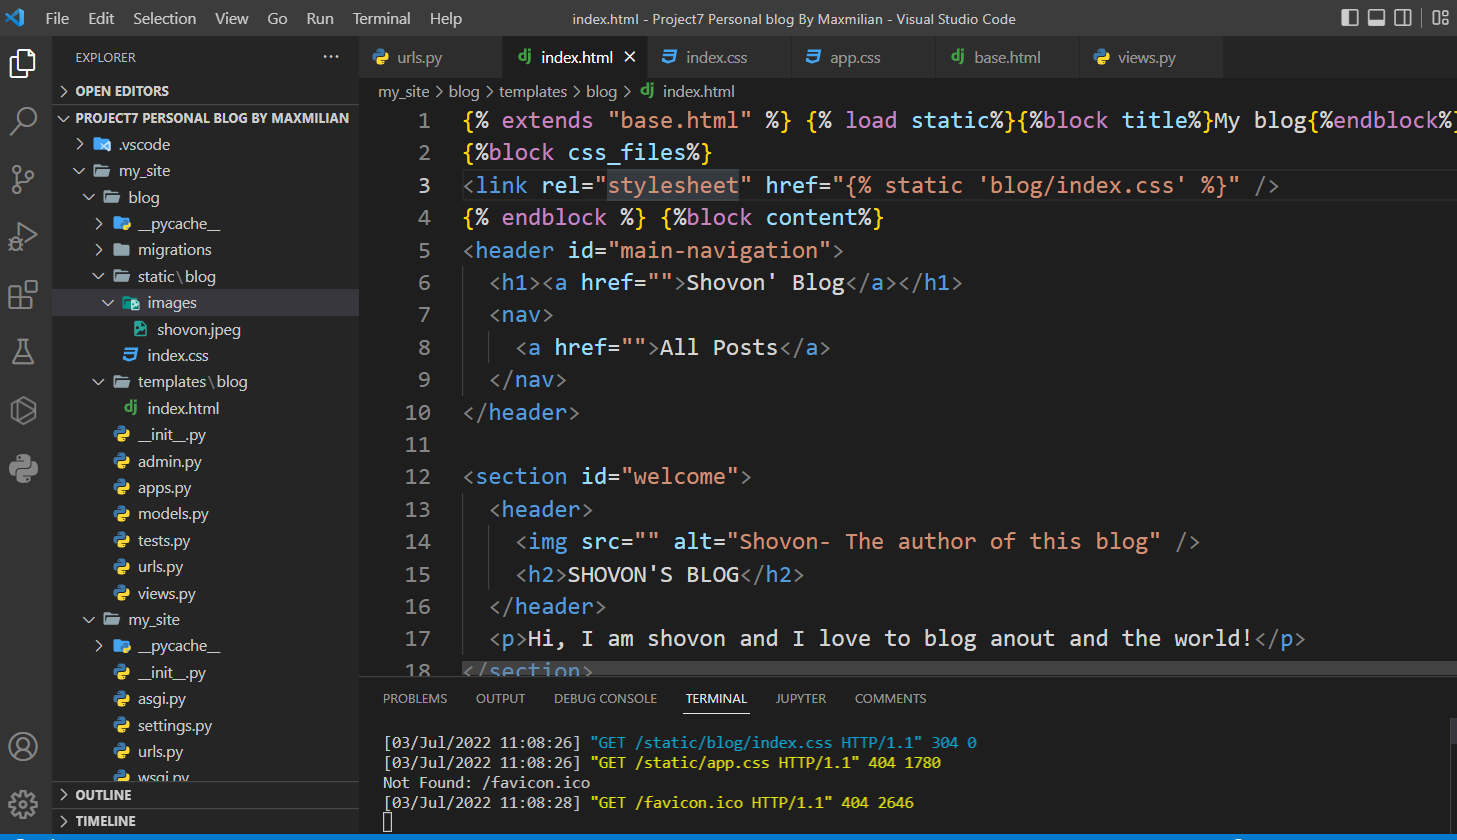 File Edit Selection View Go Run Terminal Help
index.html - Project7 Personal blog By Maxmilian - Visual Studio Code
EXPLORER
OPEN EDITORS
PROJECT7 PERSONAL BLOG BY MAXMILIAN
.vscode
my_site
blog
__pycache__
migrations
static\blog
images
shovon.jpeg
index.css
templates\blog
index.html
__init__.py
admin.py
apps.py
models.py
tests.py
urls.py
views.py
my_site
__pycache__
__init__.py
asgi.py
settings.py
urls.py
wsgi.py
OUTLINE
TIMELINE
urls.py index.html index.css app.css base.html views.py
my_site > blog > templates > blog > index.html
1 {% extends "base.html" %} {% load static%}{%block title%}My blog{%endblock%}
2 {%block css_files%}
3 <link rel="stylesheet" href="{% static 'blog/index.css' %}" />
4 {% endblock %} {%block content%}
5 <header id="main-navigation">
6 <h1><a href="">Shovon' Blog</a></h1>
7 <nav>
8 <a href="">All Posts</a>
9 </nav>
10 </header>
11
12 <section id="welcome">
13 <header>
14 <img src="" alt="Shovon- The author of this blog" />
15 <h2>SHOVON'S BLOG</h2>
16 </header>
17 <p>Hi, I am shovon and I love to blog anout and the world!</p>
18 </section>
PROBLEMS OUTPUT DEBUG CONSOLE TERMINAL JUPYTER COMMENTS
[03/Jul/2022 11:08:26] "GET /static/blog/index.css HTTP/1.1" 304 0
[03/Jul/2022 11:08:26] "GET /static/app.css HTTP/1.1" 404 1780
Not Found: /favicon.ico
[03/Jul/2022 11:08:28] "GET /favicon.ico HTTP/1.1" 404 2646